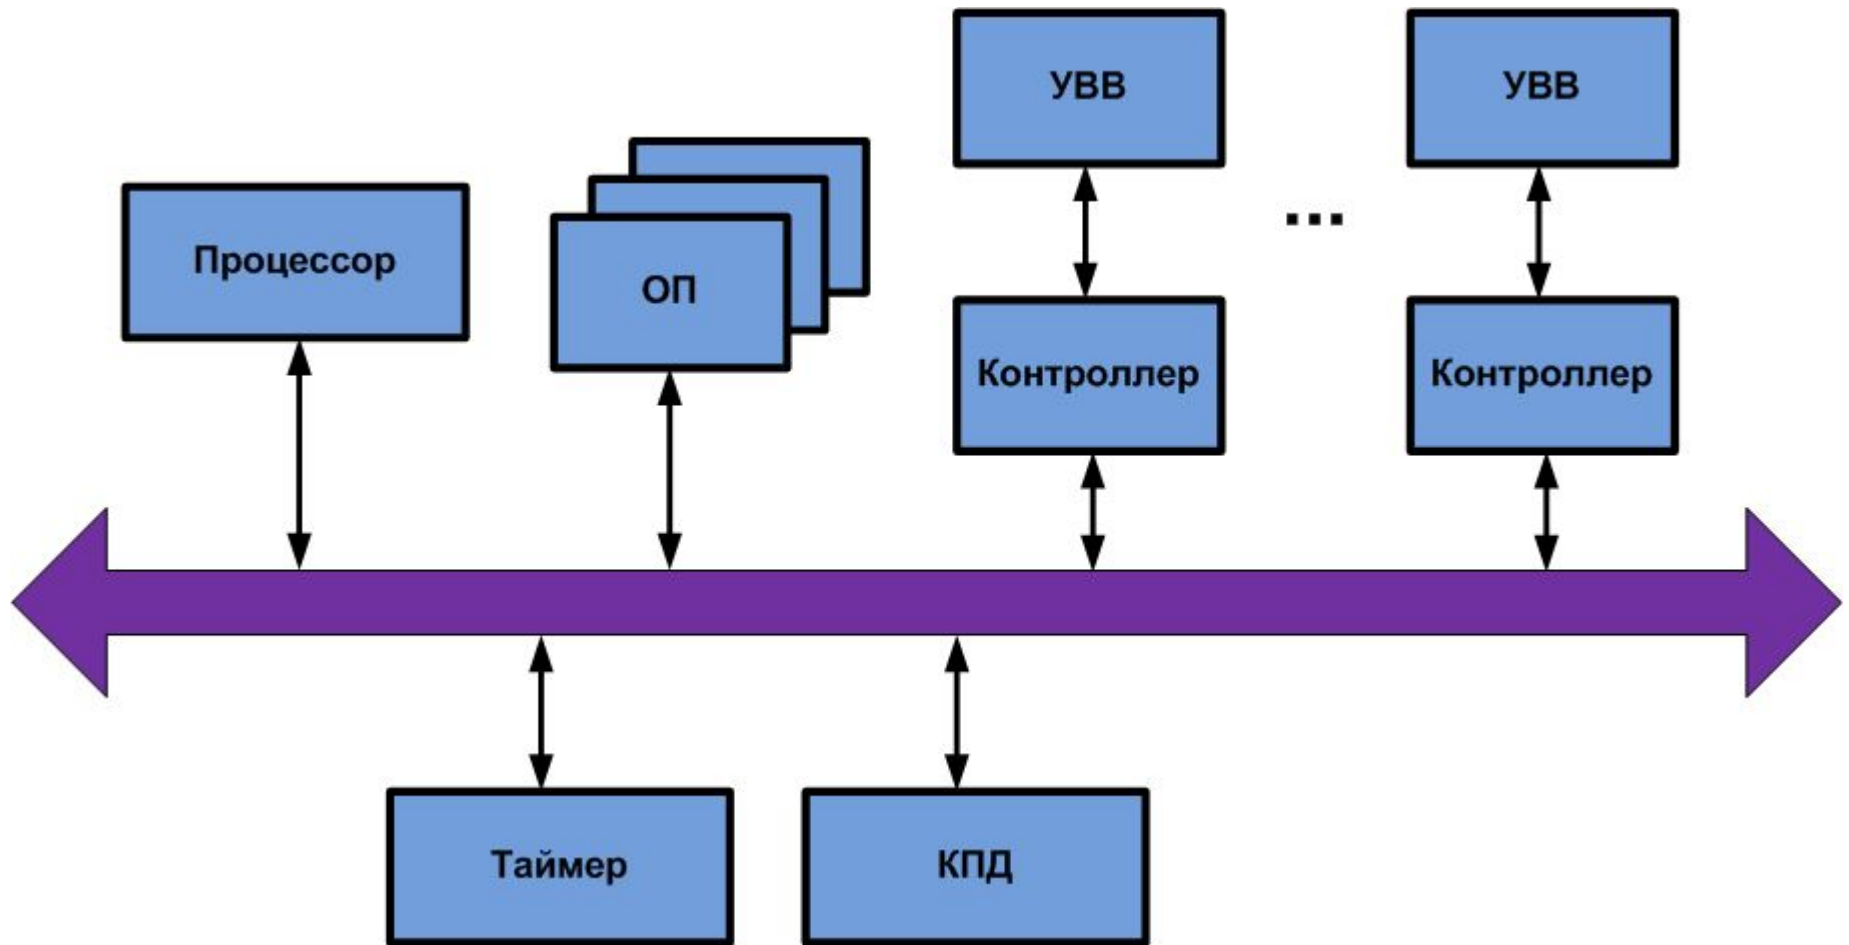 УВВ
УВВ
Процессор
ОП
...
Контроллер
Контроллер
Таймер
КПД